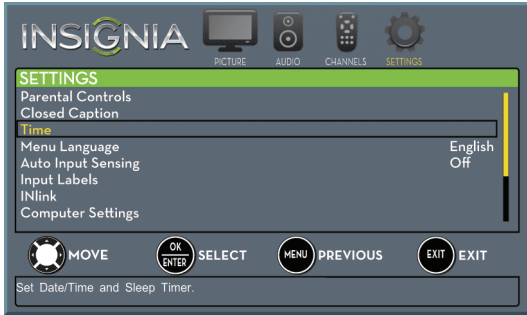 INSIGNIA
PICTURE AUDIO CHANNELS SETTINGS
SETTINGS
Parental Controls
Closed Caption
Time
Menu Language English
Auto Input Sensing Off
Input Labels
INlink
Computer Settings
MOVE OK ENTER SELECT MENU PREVIOUS EXIT EXIT
Set Date/Time and Sleep Timer.